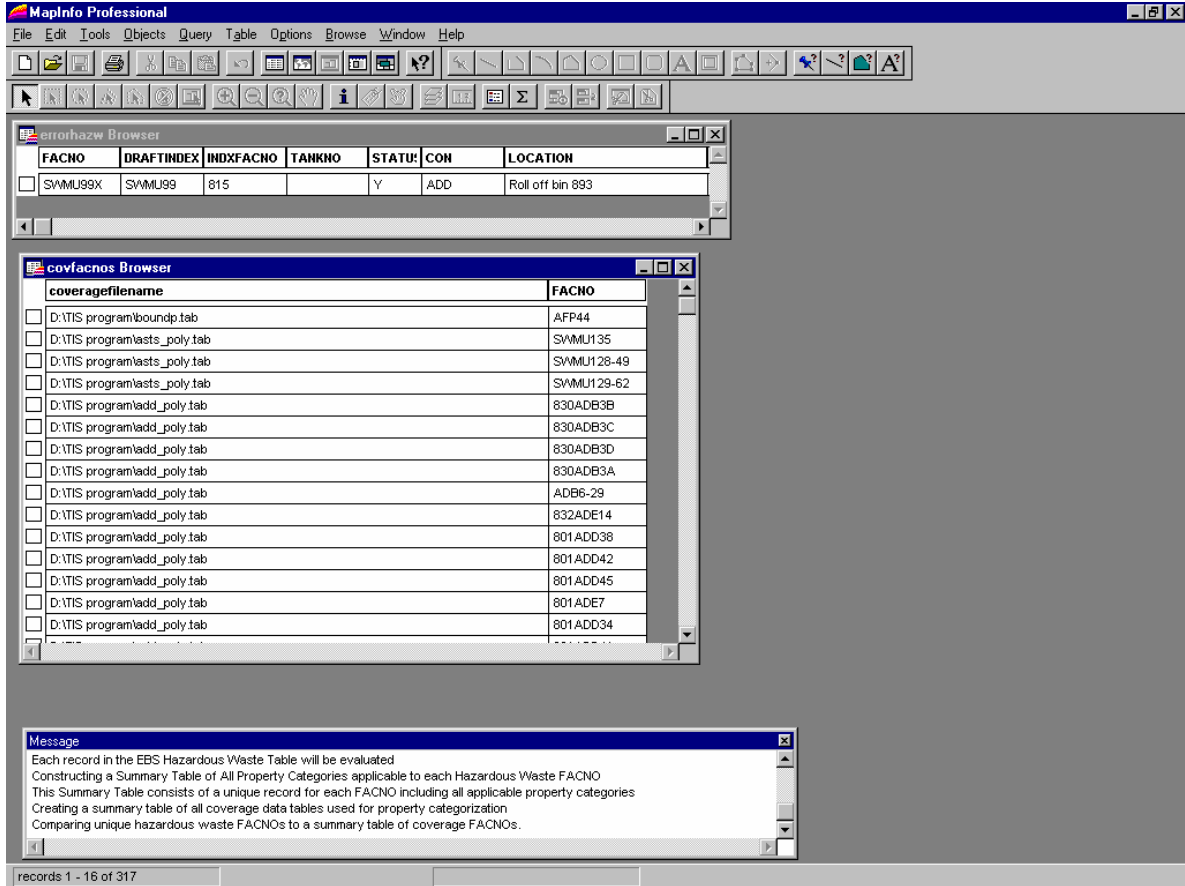 MapInfo Professional
File Edit Tools Objects Query Table Options Browse Window Help
errorhazw Browser
FACNO DRAFTINDEX INDXFACNO TANKNO STATUS CON LOCATION
SWMU99X SWMU99 815 Y ADD Roll off bin 893
covfacnos Browser
coveragefilename FACNO
D:\TIS program\boundp.tab AFP44
D:\TIS program\asts_poly.tab SWMU135
D:\TIS program\asts_poly.tab SWMU128-49
D:\TIS program\asts_poly.tab SWMU129-62
D:\TIS program\add_poly.tab 830ADB3B
D:\TIS program\add_poly.tab 830ADB3C
D:\TIS program\add_poly.tab 830ADB3D
D:\TIS program\add_poly.tab 830ADB3A
D:\TIS program\add_poly.tab ADB6-29
D:\TIS program\add_poly.tab 832ADE14
D:\TIS program\add_poly.tab 801ADD38
D:\TIS program\add_poly.tab 801ADD42
D:\TIS program\add_poly.tab 801ADD45
D:\TIS program\add_poly.tab 801ADE7
D:\TIS program\add_poly.tab 801ADD34
Message
Each record in the EBS Hazardous Waste Table will be evaluated
Constructing a Summary Table of All Property Categories applicable to each Hazardous Waste FACNO
This Summary Table consists of a unique record for each FACNO including all applicable property categories
Creating a summary table of all coverage data tables used for property categorization
Comparing unique hazardous waste FACNOs to a summary table of coverage FACNOs.
records 1 - 16 of 317